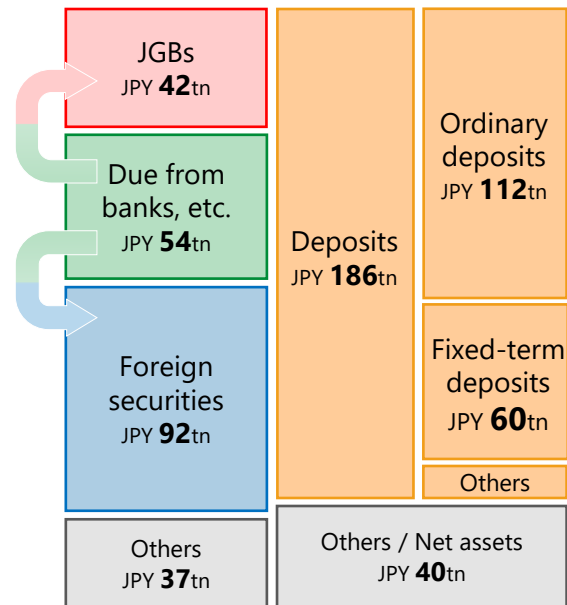 JGBs
JPY 42tn
Due from
banks, etc.
JPY 54tn
Foreign
securities
JPY 92tn
Others
JPY 37tn
Deposits
JPY 186tn
Ordinary
deposits
JPY 112tn
Fixed-term
deposits
JPY 60tn
Others
Others / Net assets
JPY 40tn